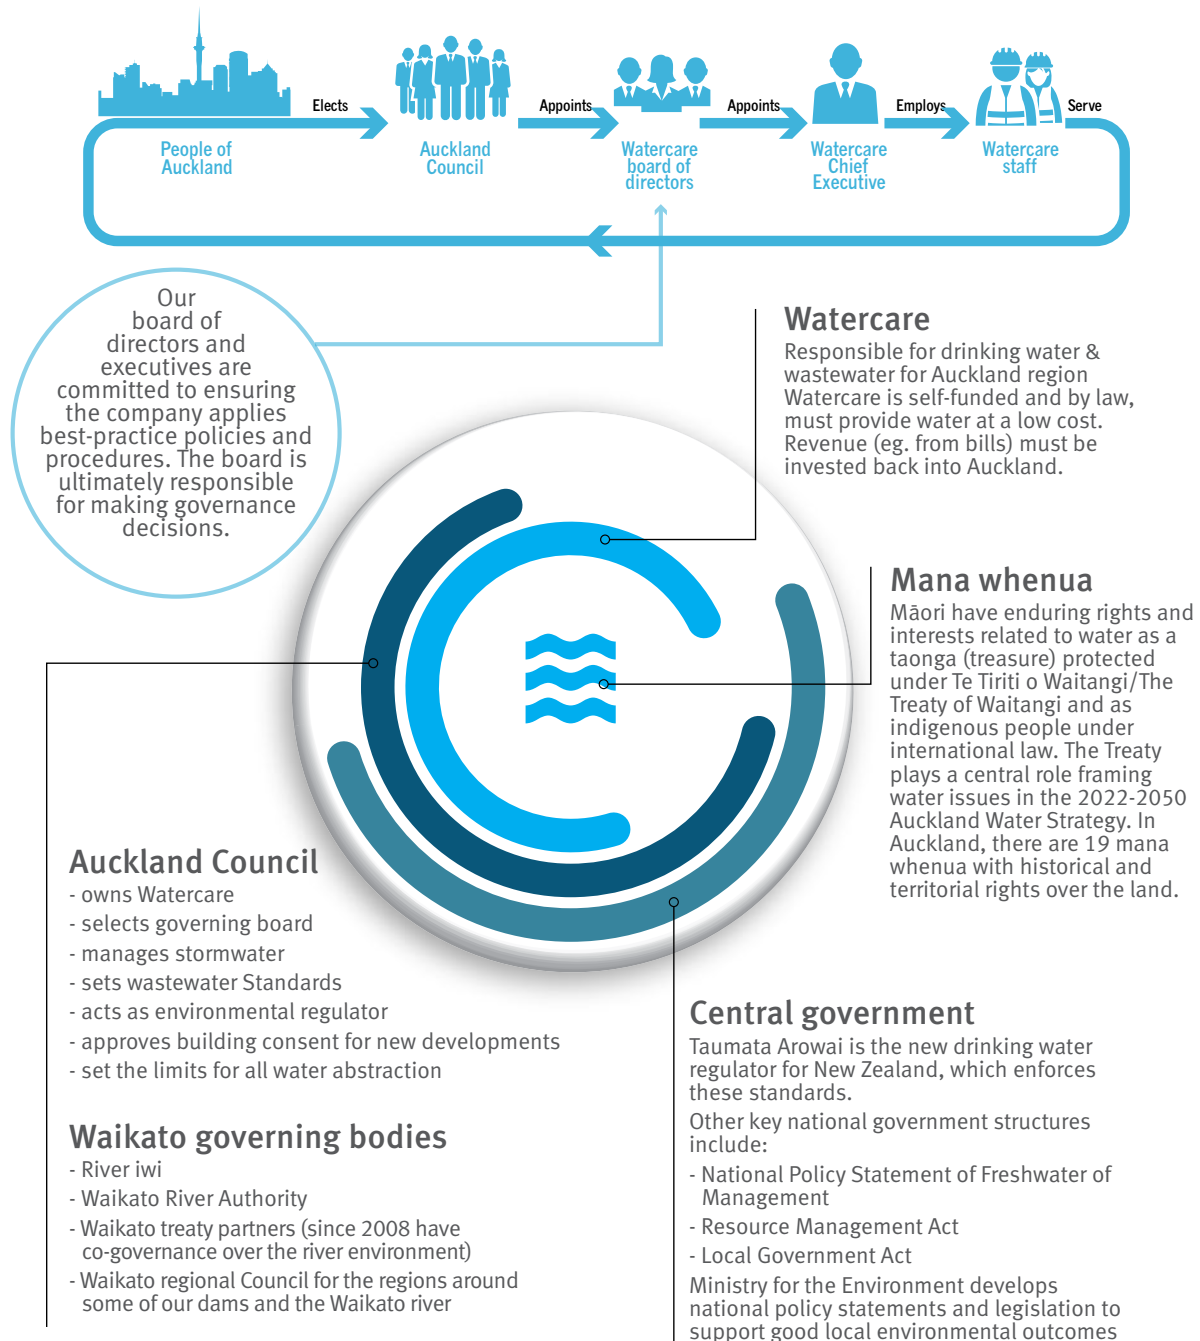 Elects
Appoints
Appoints
Employs
Serve
People of
Auckland
Auckland
Council
Watercare
board of
directors
Watercare
Chief
Executive
Watercare
staff
Our
board of
directors and
executives are
committed to ensuring
the company applies
best-practice policies and
procedures. The board is
ultimately responsible
for making governance
decisions.
Watercare
Responsible for drinking water &
wastewater for Auckland region
Watercare is self-funded and by law,
must provide water at a low cost.
Revenue (eg. from bills) must be
invested back into Auckland.
Mana whenua
Māori have enduring rights and
interests related to water as a
taonga (treasure) protected
under Te Tiriti o Waitangi/The
Treaty of Waitangi and as
indigenous people under
international law. The Treaty
plays a central role framing
water issues in the 2022-2050
Auckland Water Strategy. In
Auckland, there are 19 mana
whenua with historical and
territorial rights over the land.
Auckland Council
- owns Watercare
- selects governing board
- manages stormwater
- sets wastewater Standards
- acts as environmental regulator
- approves building consent for new developments
- set the limits for all water abstraction
Waikato governing bodies
- River iwi
- Waikato River Authority
- Waikato treaty partners (since 2008 have
co-governance over the river environment)
- Waikato regional Council for the regions around
some of our dams and the Waikato river
Central government
Taumata Arowai is the new drinking water
regulator for New Zealand, which enforces
these standards.
Other key national government structures
include:
- National Policy Statement of Freshwater of
Management
- Resource Management Act
- Local Government Act
Ministry for the Environment develops
national policy statements and legislation to
support good local environmental outcomes